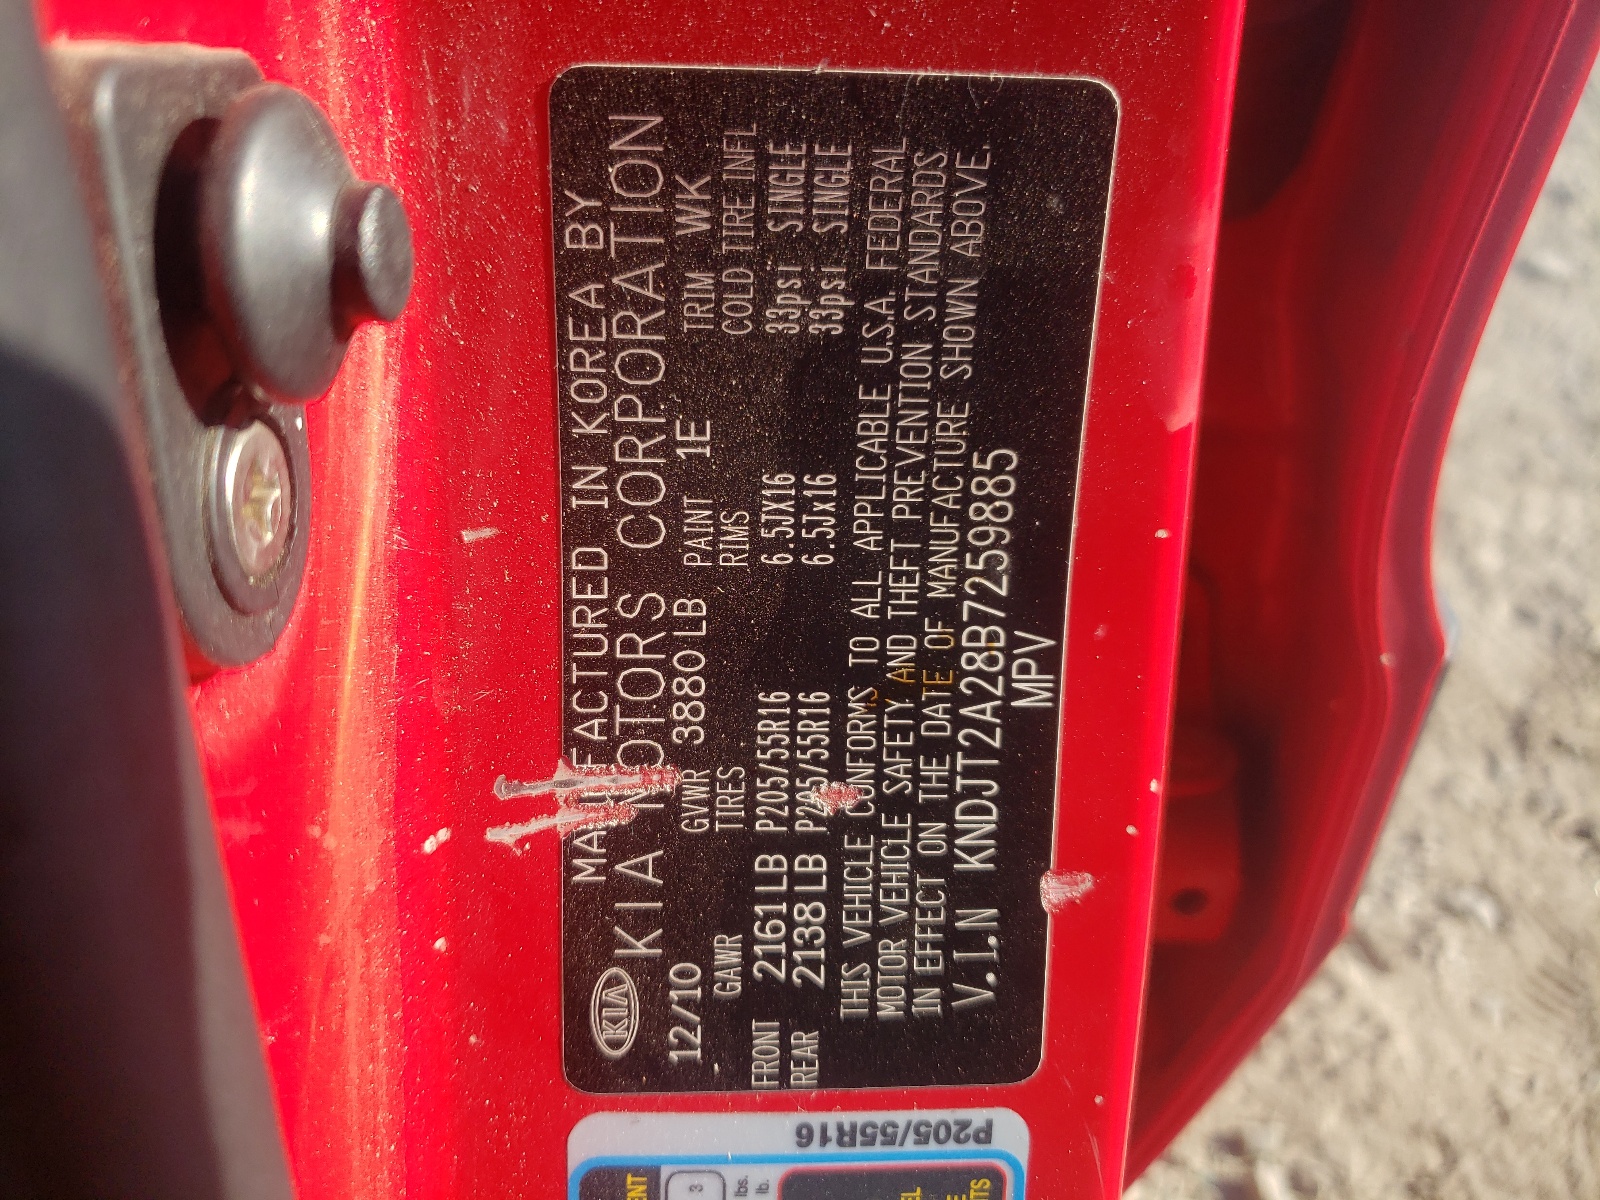 KIA
MANUFACTURED IN KOREA BY
KIA MOTORS CORPORATION
12/10 GVWR 3880 LB PAINT 1E TRIM WK
GAWR TIRES RIMS COLD TIRE INFL
FRONT 2161 LB P205/55R16 6.5JX16 33psi SINGLE
REAR 2138 LB P205/55R16 6.5Jx16 33psi SINGLE
THIS VEHICLE CONFORMS TO ALL APPLICABLE U.S.A. FEDERAL
MOTOR VEHICLE SAFETY AND THEFT PREVENTION STANDARDS
IN EFFECT ON THE DATE OF MANUFACTURE SHOWN ABOVE.
V.I.N KNDJT2A28B7259885
MPV
P205/55R16
3
lbs.
lb.